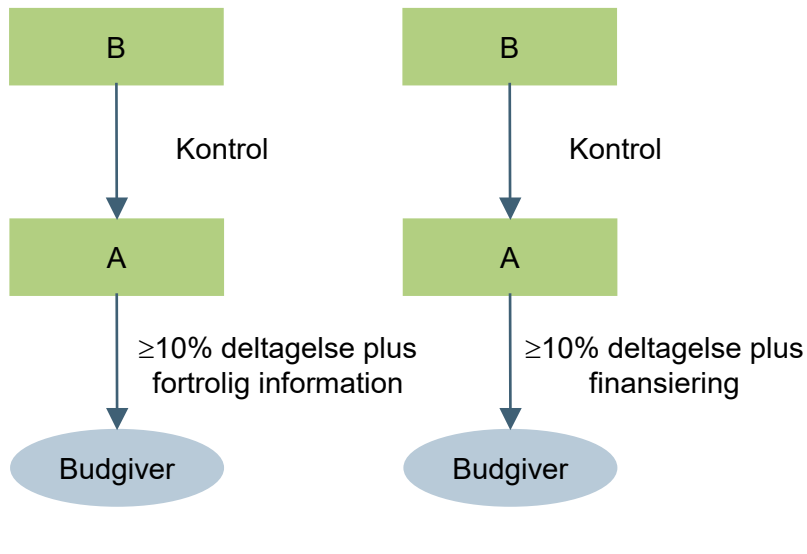 B
Kontrol
A
≥10% deltagelse plus
fortrolig information
Budgiver
B
Kontrol
A
≥10% deltagelse plus
finansiering
Budgiver